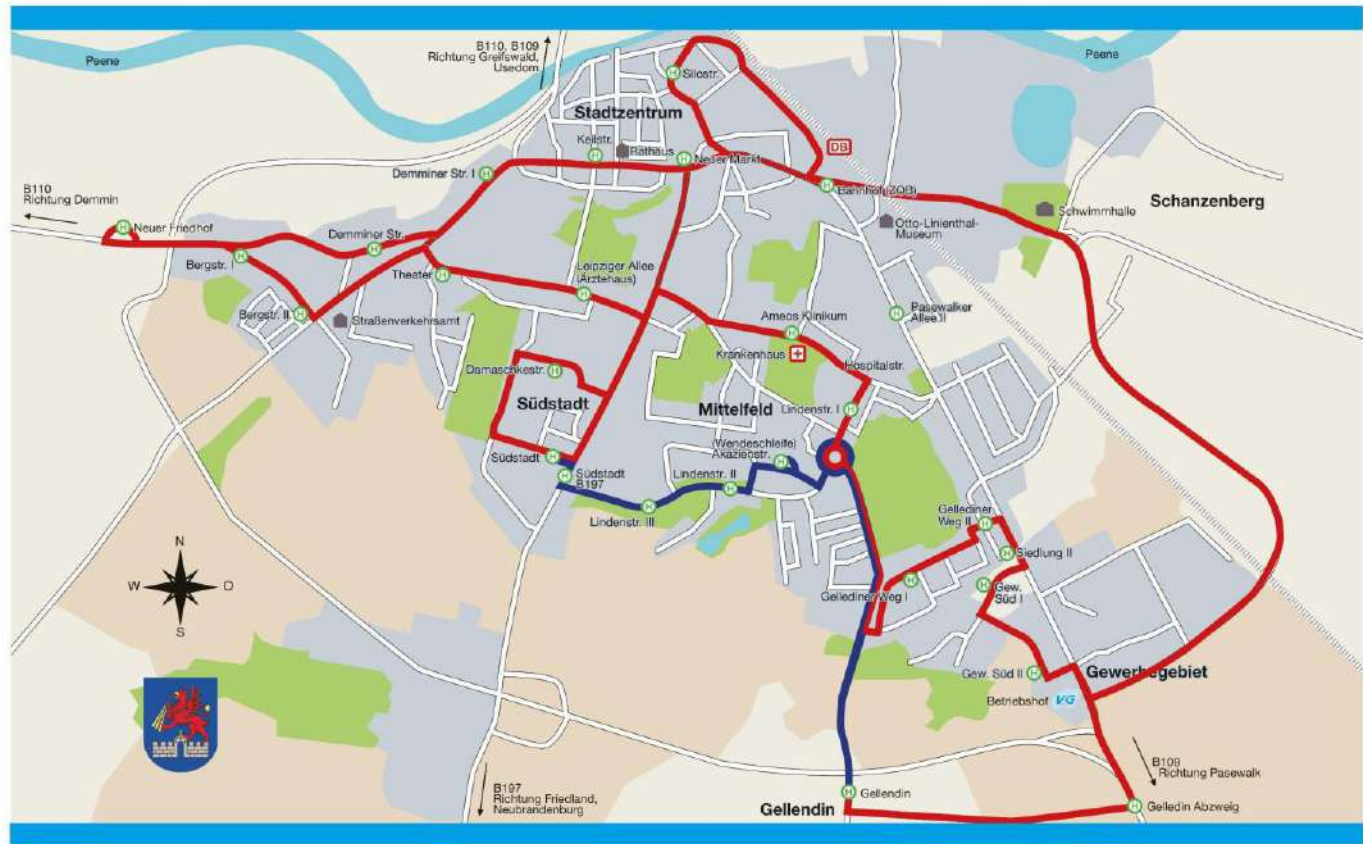 Peene
B110, B109
Richtung Greifswald,
Usedom
Silostr.
Peene
Stadtzentrum
Keilstr.
Rathaus
Neuer Markt
DB
Demminer Str. I
Bahnhof (ZOB)
B110
Richtung Demmin
Neuer Friedhof
Schwimmhalle
Schanzenberg
Otto-Linienthal-
Museum
Demminer Str.
Bergstr. I
Theater
Leipziger Allee
(Ärztehaus)
Bergstr. II
Straßenverkehrsamt
Ameos Klinikum
Pasewalker
Allee II
Krankenhaus
Hospitalstr.
Damaschkestr.
Südstadt
Mittelfeld
Lindenstr. I
(Wendeschleife)
Akazienstr.
Südstadt
Südstadt
B197
Lindenstr. II
Lindenstr. III
Gellediner
Weg II
Siedlung II
Gellediner Weg I
Gew.
Süd I
N
W
O
S
Gew. Süd II
Gewerbegebiet
Betriebshof
VG
B109
Richtung Pasewalk
B197
Richtung Friedland,
Neubrandenburg
Gellendin
Gellendin
Gelledin Abzweig